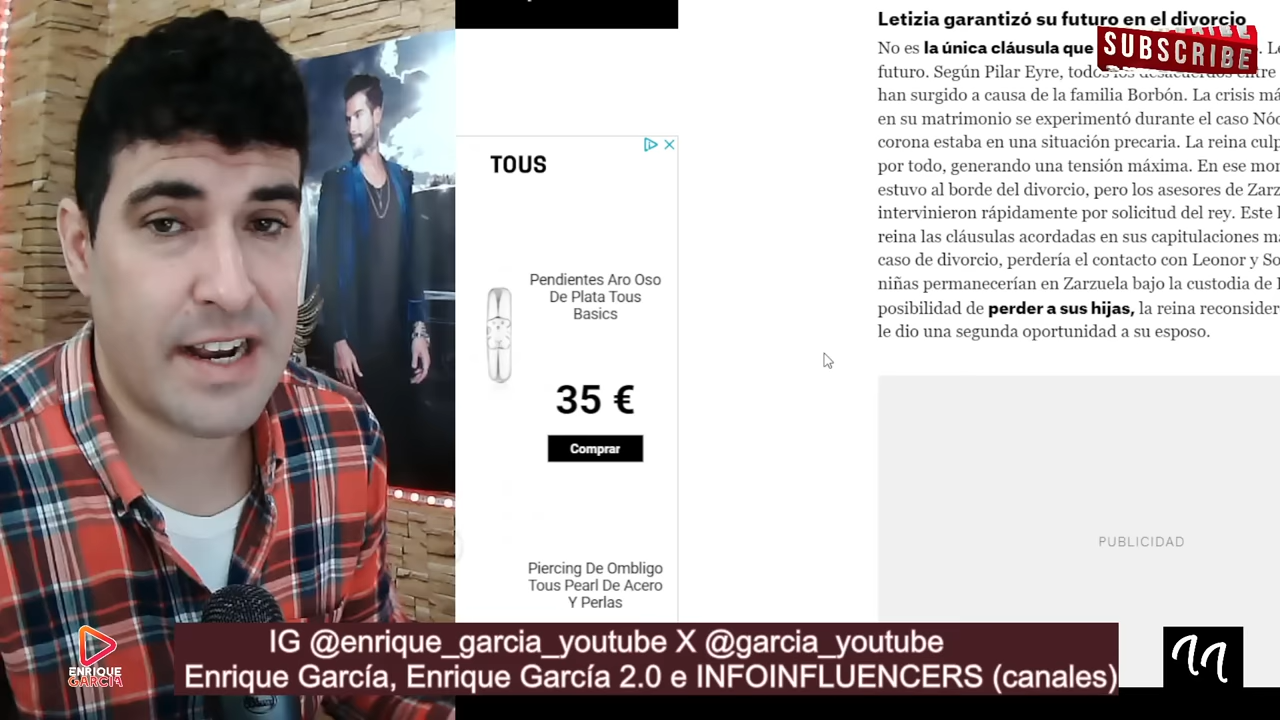 Letizia garantizó su futuro en el divorcio
SUBSCRIBE
No es la única cláusula que
futuro. Según Pilar Eyre, todos los desacuerdos entre
han surgido a causa de la familia Borbón. La crisis
en su matrimonio se experimentó durante el caso
corona estaba en una situación precaria. La reina
por todo, generando una tensión máxima. En ese
estuvo al borde del divorcio, pero los asesores de
intervinieron rápidamente por solicitud del rey. Este
reina las cláusulas acordadas en sus capitulaciones
caso de divorcio, perdería el contacto con Leonor y
niñas permanecerían en Zarzuela bajo la custodia de
posibilidad de perder a sus hijas, la reina
le dio una segunda oportunidad a su esposo.
TOUS
Pendientes Aro Oso
De Plata Tous
Basics
35 €
Comprar
Piercing De Ombligo
Tous Pearl De Acero
Y Perlas
PUBLICIDAD
IG @enrique_garcia_youtube X @garcia_youtube
Enrique García, Enrique García 2.0 e INFOINFLUENCERS (canales)
ENRIQUE
GARCÍA